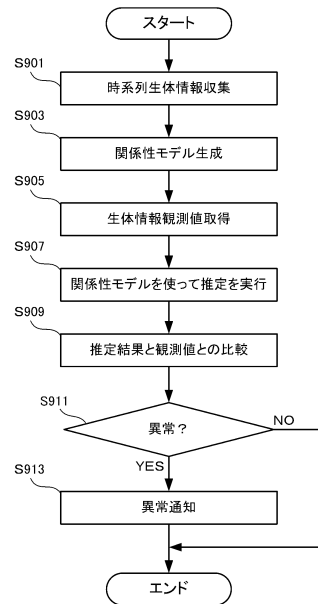 スタート
S901
時系列生体情報収集
S903
関係性モデル生成
S905
生体情報観測値取得
S907
関係性モデルを使って推定を実行
S909
推定結果と観測値との比較
S911
異常?
NO
YES
S913
異常通知
エンド